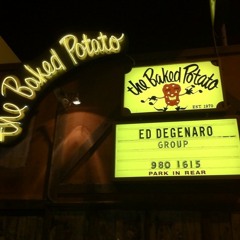 the Baked Potato
the Baked Potato
EST 1970
ED DEGENARO
GROUP
980 1615
PARK IN REAR